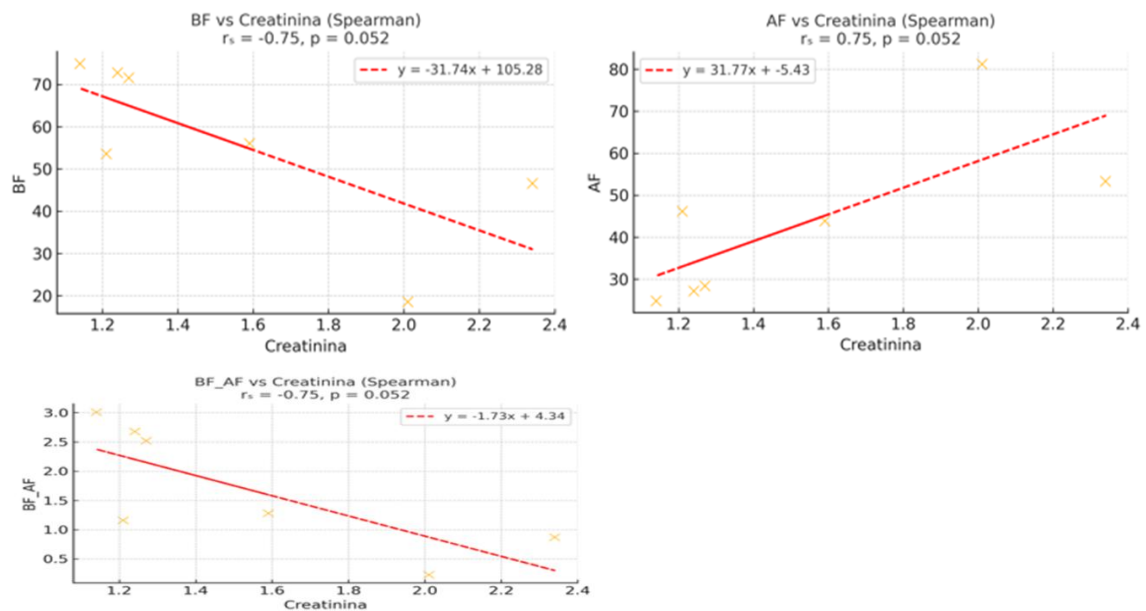 BF vs Creatinina (Spearman)
rₛ = -0.75, p = 0.052
y = -31.74x + 105.28
70
60
50
40
30
20
BF
1.2 1.4 1.6 1.8 2.0 2.2 2.4
Creatinina
AF vs Creatinina (Spearman)
rₛ = 0.75, p = 0.052
y = 31.77x + -5.43
80
70
60
50
40
30
AF
1.2 1.4 1.6 1.8 2.0 2.2 2.4
Creatinina
BF_AF vs Creatinina (Spearman)
rₛ = -0.75, p = 0.052
y = -1.73x + 4.34
3.0
2.5
2.0
1.5
1.0
0.5
BF_AF
1.2 1.4 1.6 1.8 2.0 2.2 2.4
Creatinina